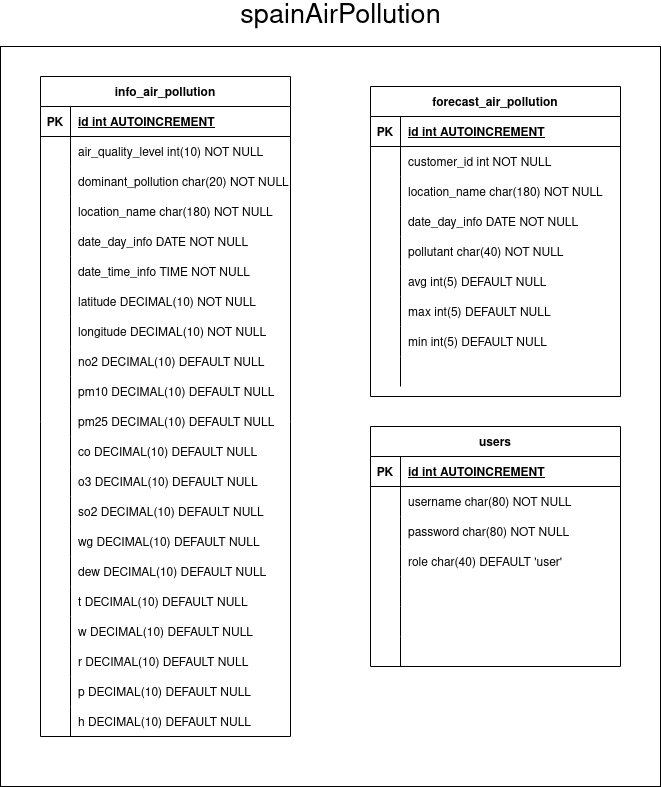 spainAirPollution
info_air_pollution
PK id int AUTOINCREMENT
air_quality_level int(10) NOT NULL
dominant_pollution char(20) NOT NULL
location_name char(180) NOT NULL
date_day_info DATE NOT NULL
date_time_info TIME NOT NULL
latitude DECIMAL(10) NOT NULL
longitude DECIMAL(10) NOT NULL
no2 DECIMAL(10) DEFAULT NULL
pm10 DECIMAL(10) DEFAULT NULL
pm25 DECIMAL(10) DEFAULT NULL
co DECIMAL(10) DEFAULT NULL
o3 DECIMAL(10) DEFAULT NULL
so2 DECIMAL(10) DEFAULT NULL
wg DECIMAL(10) DEFAULT NULL
dew DECIMAL(10) DEFAULT NULL
t DECIMAL(10) DEFAULT NULL
w DECIMAL(10) DEFAULT NULL
r DECIMAL(10) DEFAULT NULL
p DECIMAL(10) DEFAULT NULL
h DECIMAL(10) DEFAULT NULL
forecast_air_pollution
PK id int AUTOINCREMENT
customer_id int NOT NULL
location_name char(180) NOT NULL
date_day_info DATE NOT NULL
pollutant char(40) NOT NULL
avg int(5) DEFAULT NULL
max int(5) DEFAULT NULL
min int(5) DEFAULT NULL
users
PK id int AUTOINCREMENT
username char(80) NOT NULL
password char(80) NOT NULL
role char(40) DEFAULT 'user'